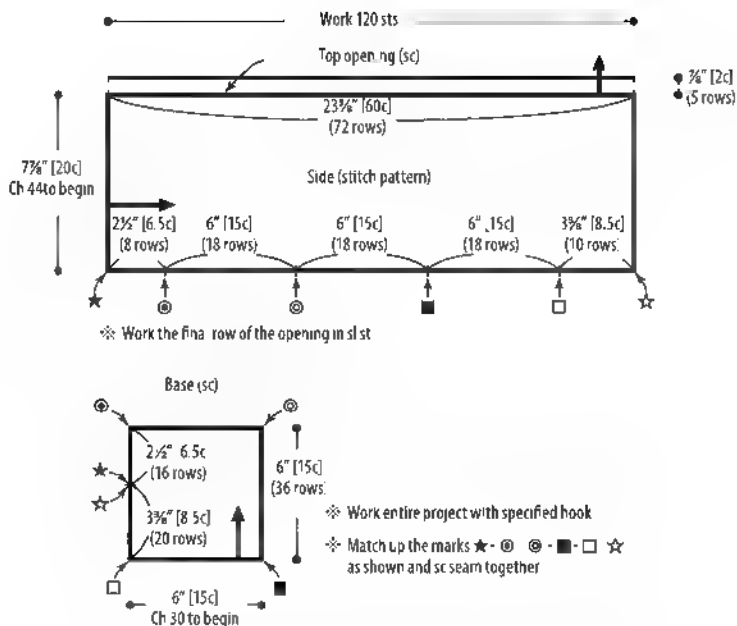 Work 120 sts
Top opening (sc)
⅞" [2c]
(5 rows)
23⅝" [60c]
(72 rows)
7⅞" [20c]
Ch 44 to begin
Side (stitch pattern)
2½" [6.5c]
(8 rows)
6" [15c]
(18 rows)
6" [15c]
(18 rows)
6" [15c]
(18 rows)
3⅜" [8.5c]
(10 rows)
※ Work the final row of the opening in sl st
Base (sc)
2½" 6.5c
(16 rows)
6" [15c]
(36 rows)
3⅜" [8.5c]
(20 rows)
※ Work entire project with specified hook
※ Match up the marks ★ - ◉ ◎ - ■ - □ ☆
as shown and sc seam together
6" [15c]
Ch 30 to begin